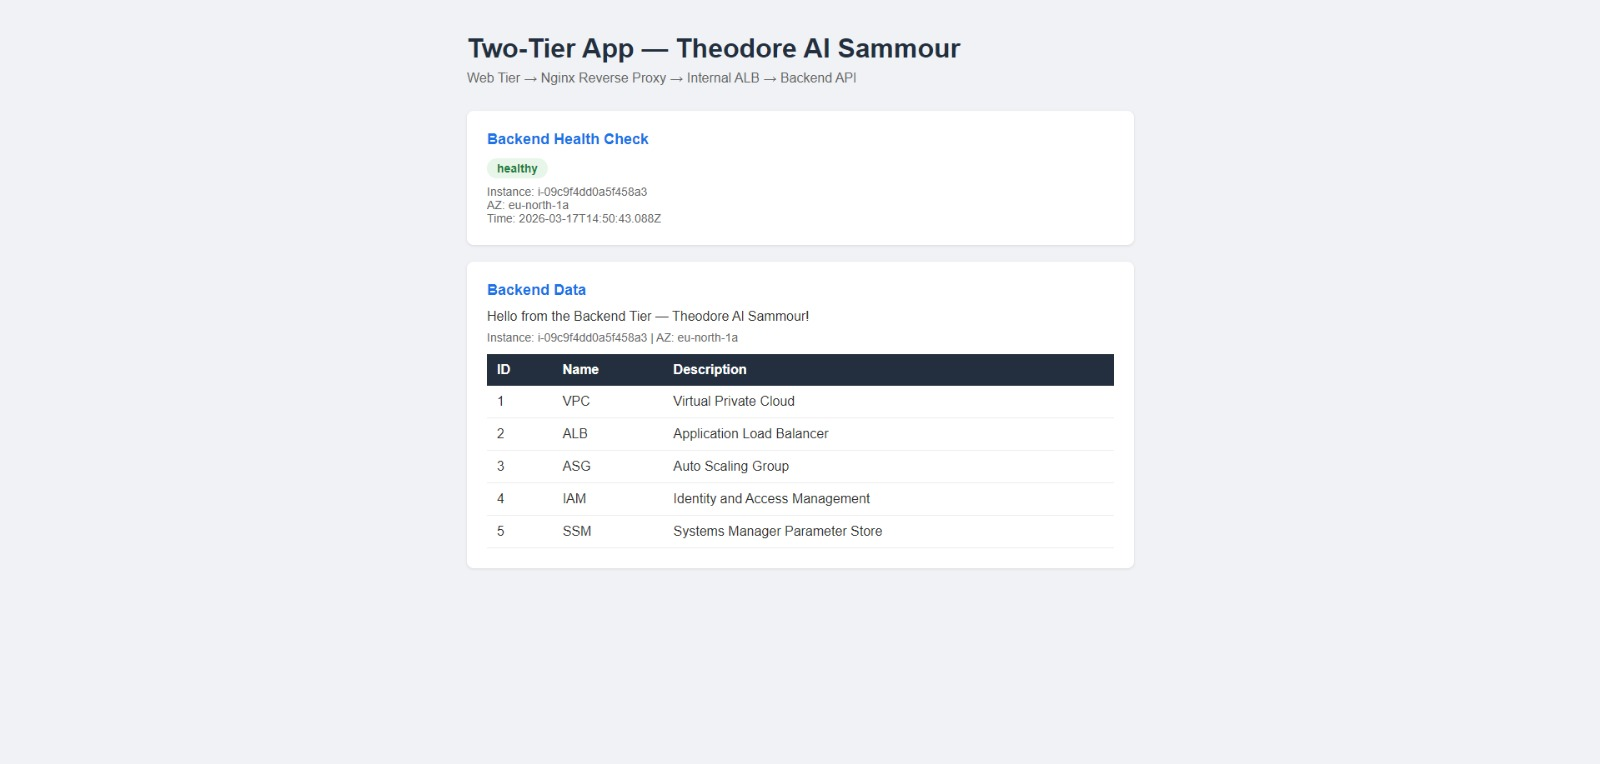 Two-Tier App — Theodore Al Sammour
Web Tier → Nginx Reverse Proxy → Internal ALB → Backend API
Backend Health Check
healthy
Instance: i-09c9f4dd0a5f458a3
AZ: eu-north-1a
Time: 2026-03-17T14:50:43.088Z
Backend Data
Hello from the Backend Tier — Theodore Al Sammour!
Instance: i-09c9f4dd0a5f458a3 | AZ: eu-north-1a
ID Name Description
1 VPC Virtual Private Cloud
2 ALB Application Load Balancer
3 ASG Auto Scaling Group
4 IAM Identity and Access Management
5 SSM Systems Manager Parameter Store